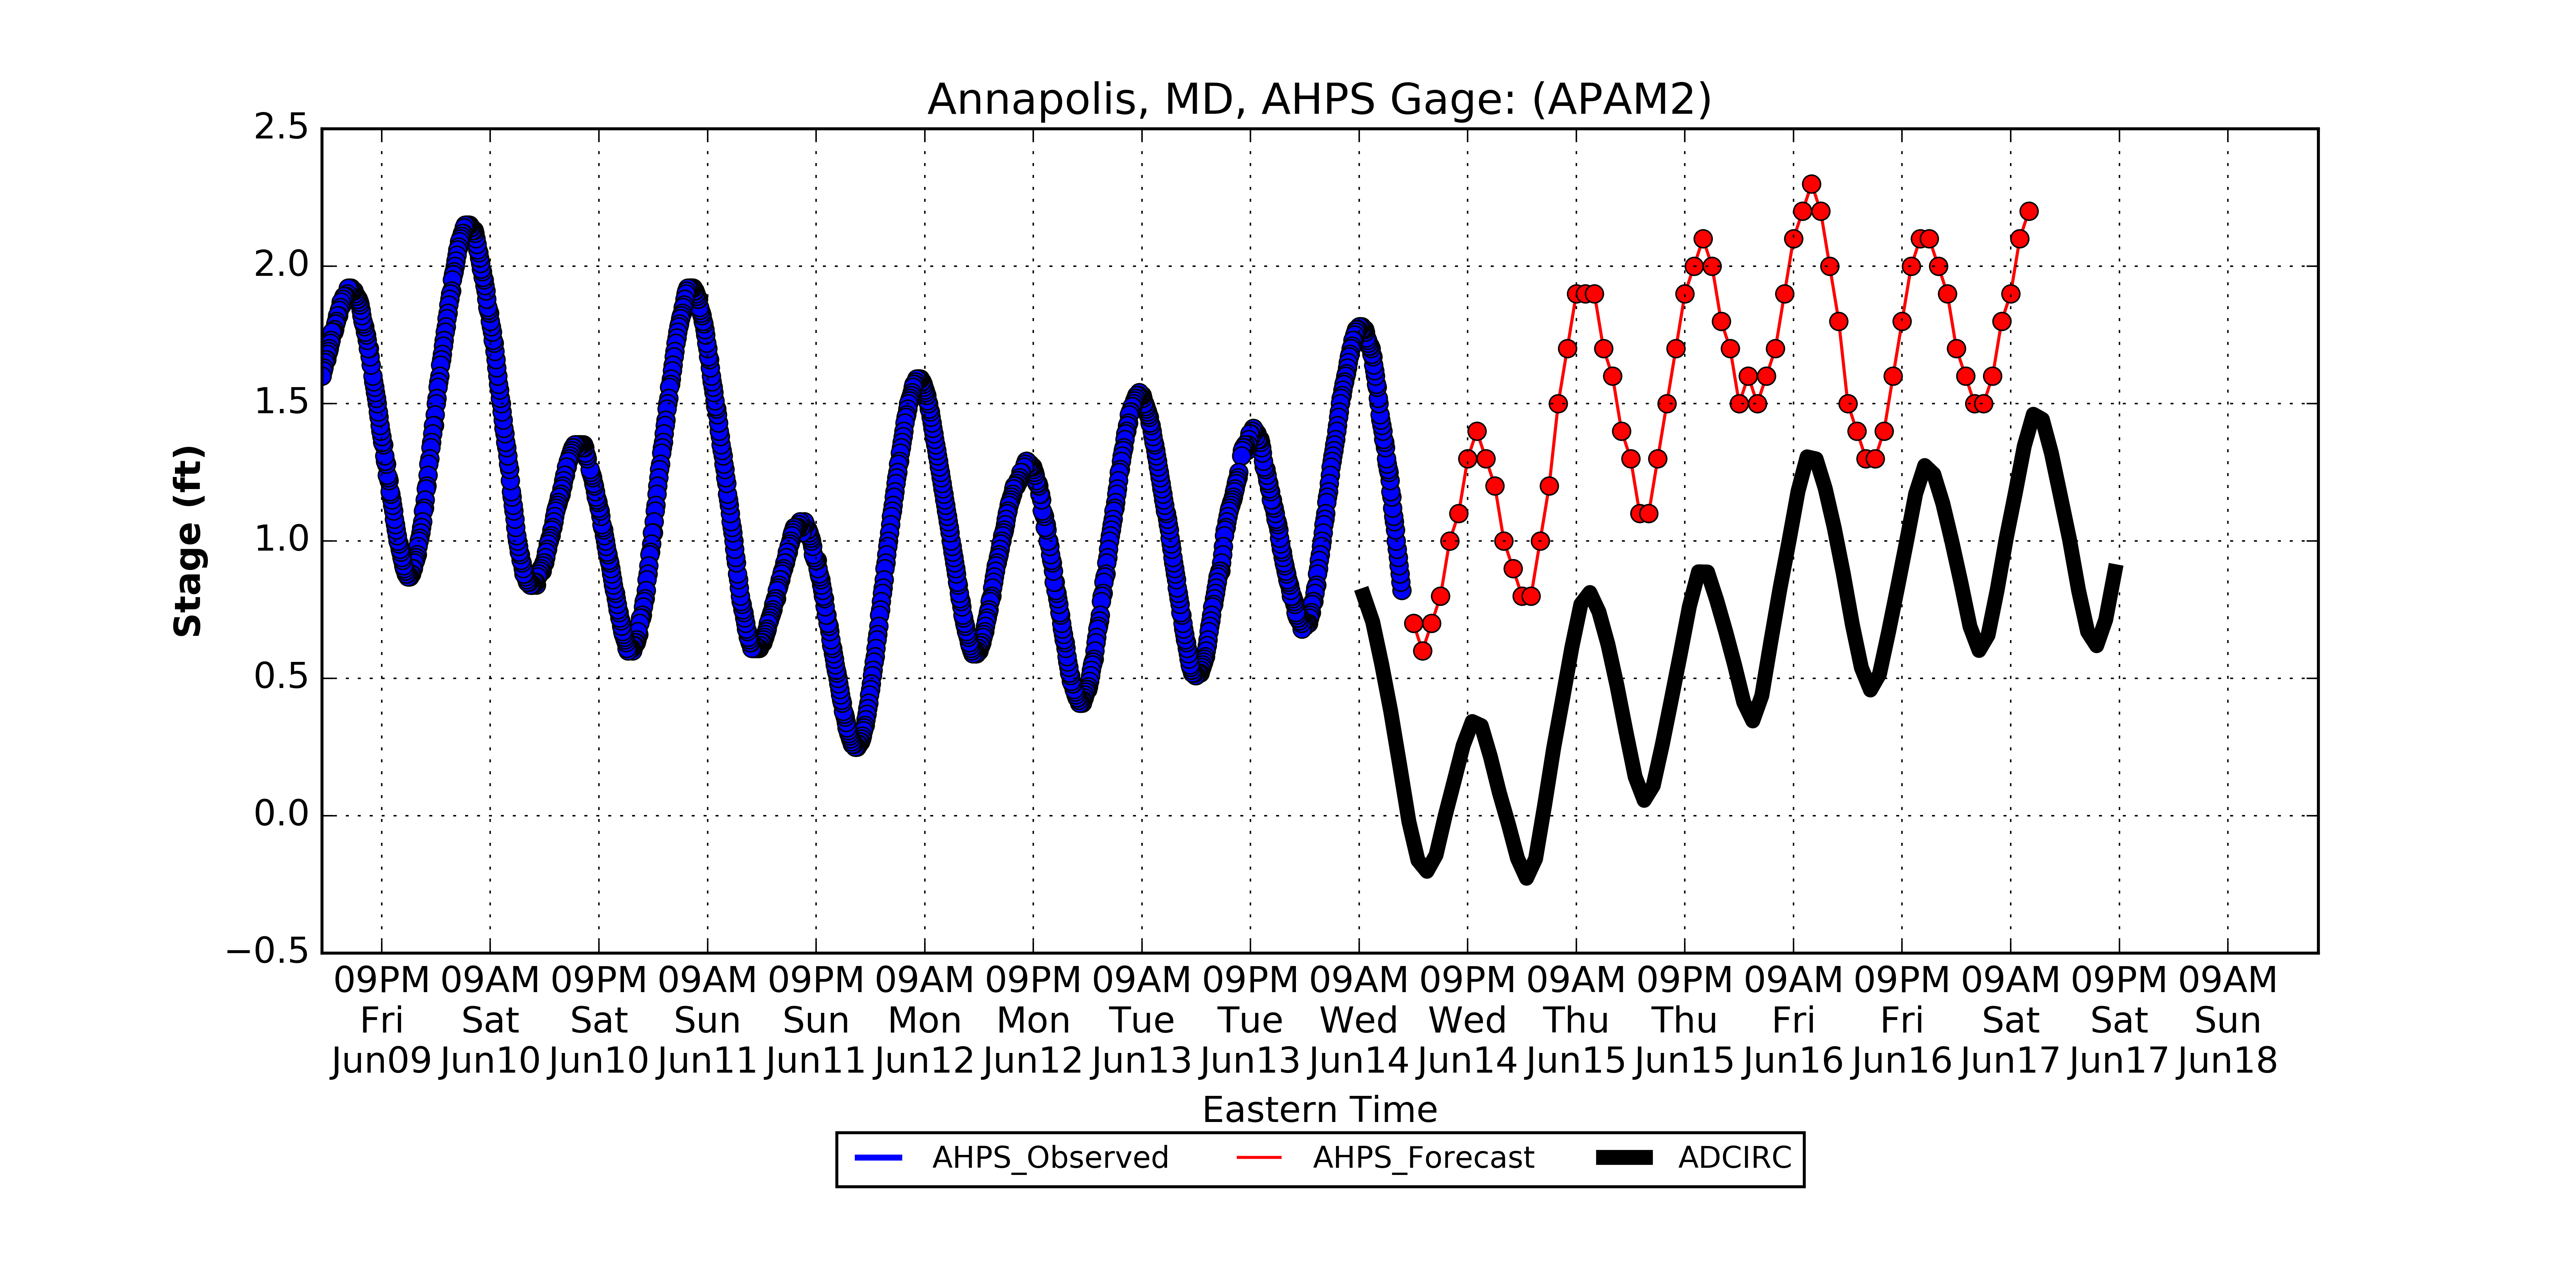 Annapolis, MD, AHPS Gage: (APAM2)
2.5
2.0
1.5
1.0
0.5
0.0
−0.5
Stage (ft)
09PM 09AM 09PM 09AM 09PM 09AM 09PM 09AM 09PM 09AM 09PM 09AM 09PM 09AM 09PM 09AM 09PM 09AM
Fri Sat Sat Sun Sun Mon Mon Tue Tue Wed Wed Thu Thu Fri Fri Sat Sat Sun
Jun09 Jun10 Jun10 Jun11 Jun11 Jun12 Jun12 Jun13 Jun13 Jun14 Jun14 Jun15 Jun15 Jun16 Jun16 Jun17 Jun17 Jun18
Eastern Time
AHPS_Observed AHPS_Forecast ADCIRC